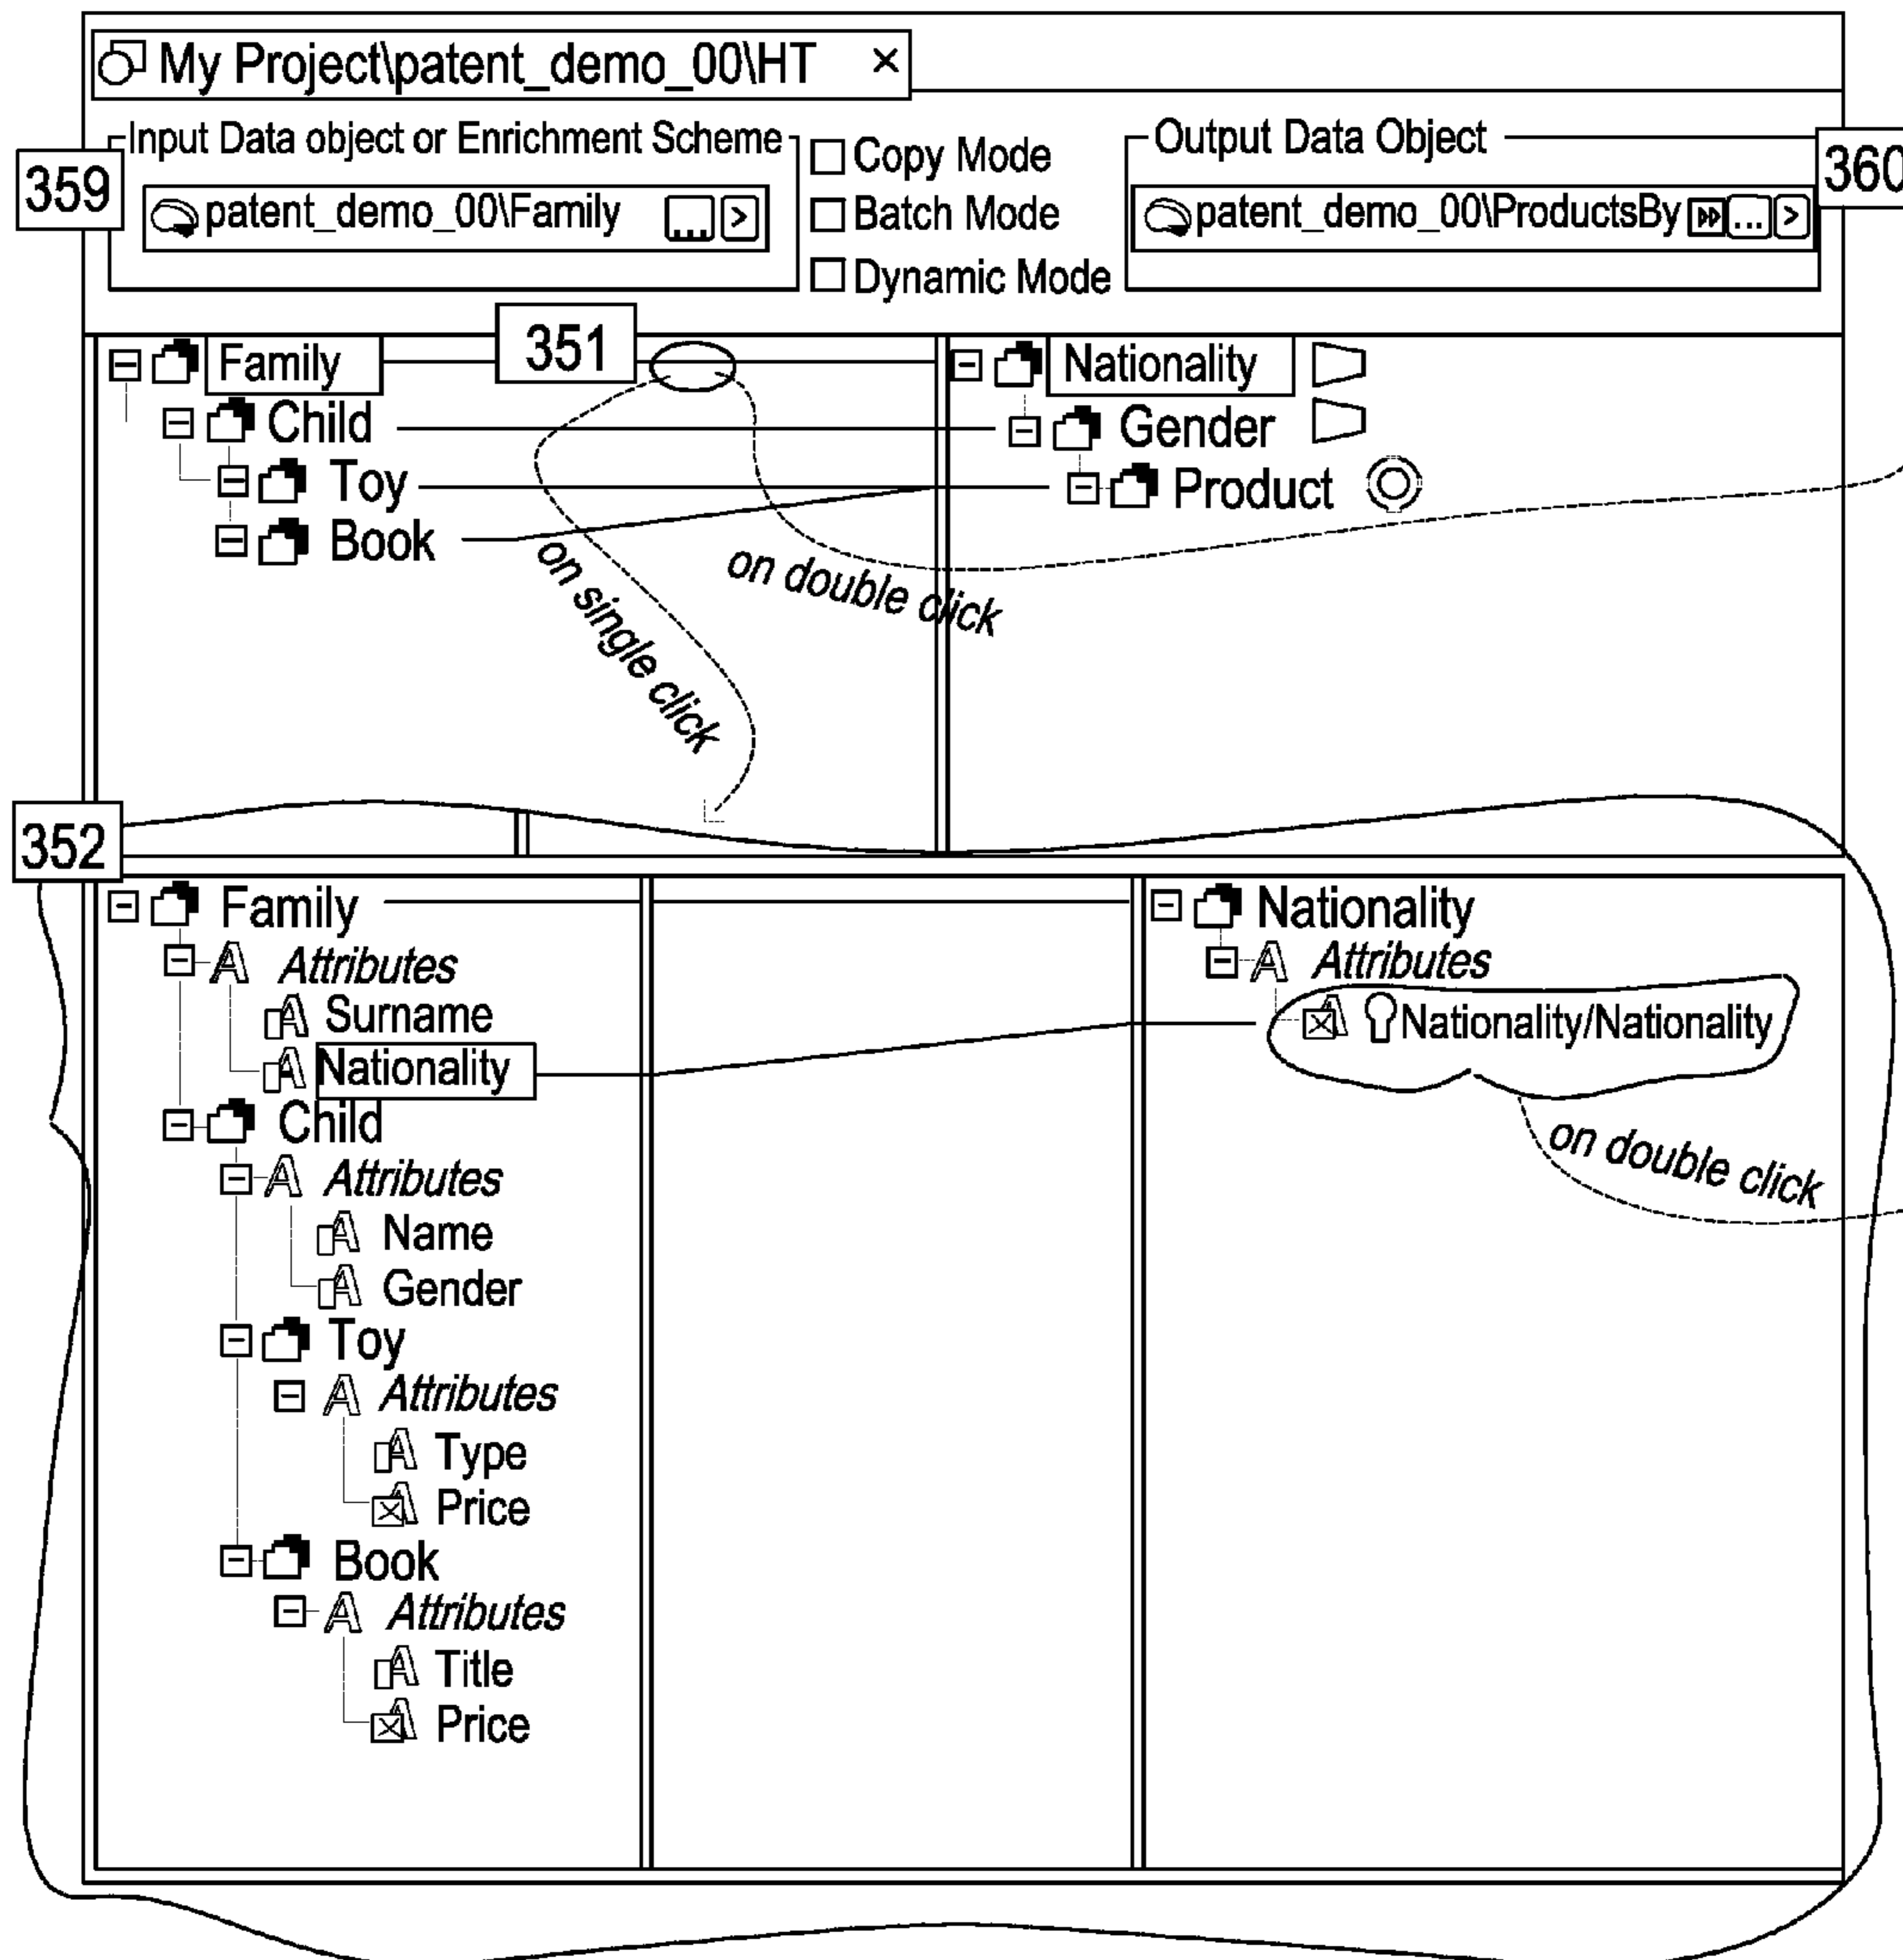 My Project\patent_demo_00\HT ×
Input Data object or Enrichment Scheme
Copy Mode
Output Data Object
359
360
patent_demo_00\Family ... >
Batch Mode
patent_demo_00\ProductsBy ... >
Dynamic Mode
351
Family
Nationality
Child
Gender
Toy
Product
Book
on single click
on double click
352
Family
Nationality
A Attributes
A Attributes
A Surname
A Nationality/Nationality
A Nationality
Child
on double click
A Attributes
A Name
A Gender
Toy
A Attributes
A Type
A Price
Book
A Attributes
A Title
A Price